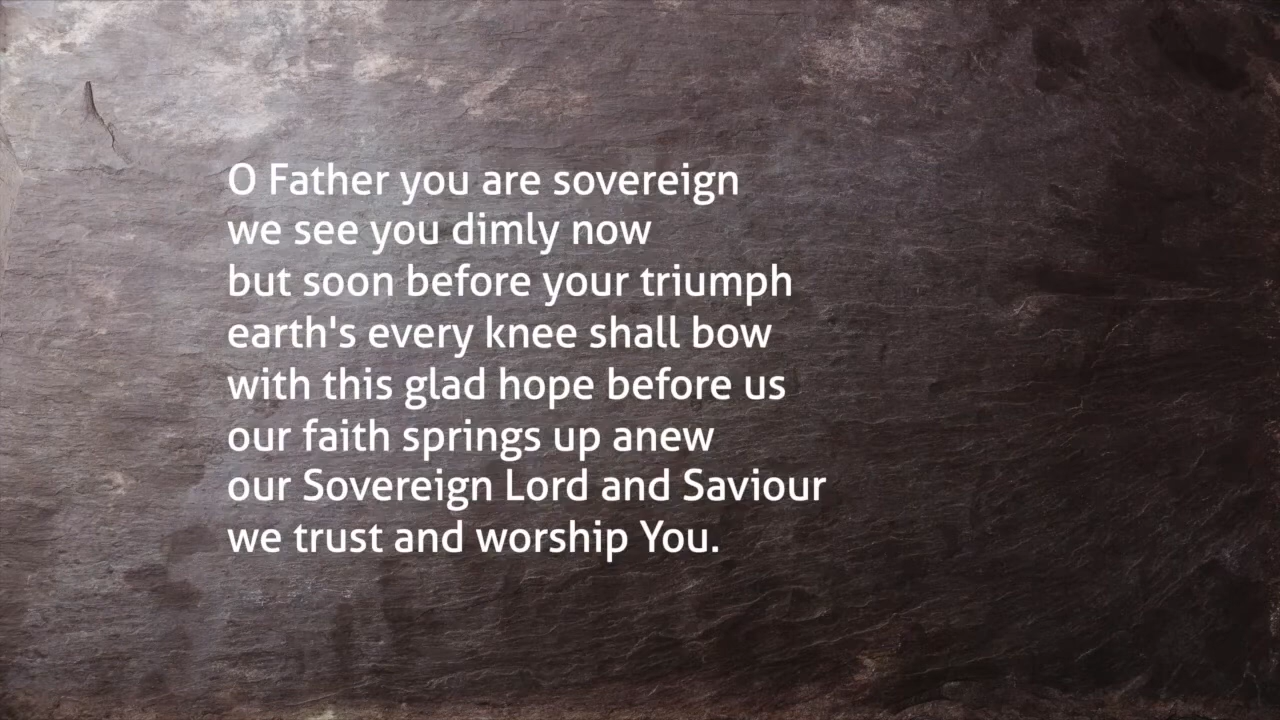 O Father you are sovereign
we see you dimly now
but soon before your triumph
earth's every knee shall bow
with this glad hope before us
our faith springs up anew
our Sovereign Lord and Saviour
we trust and worship You.